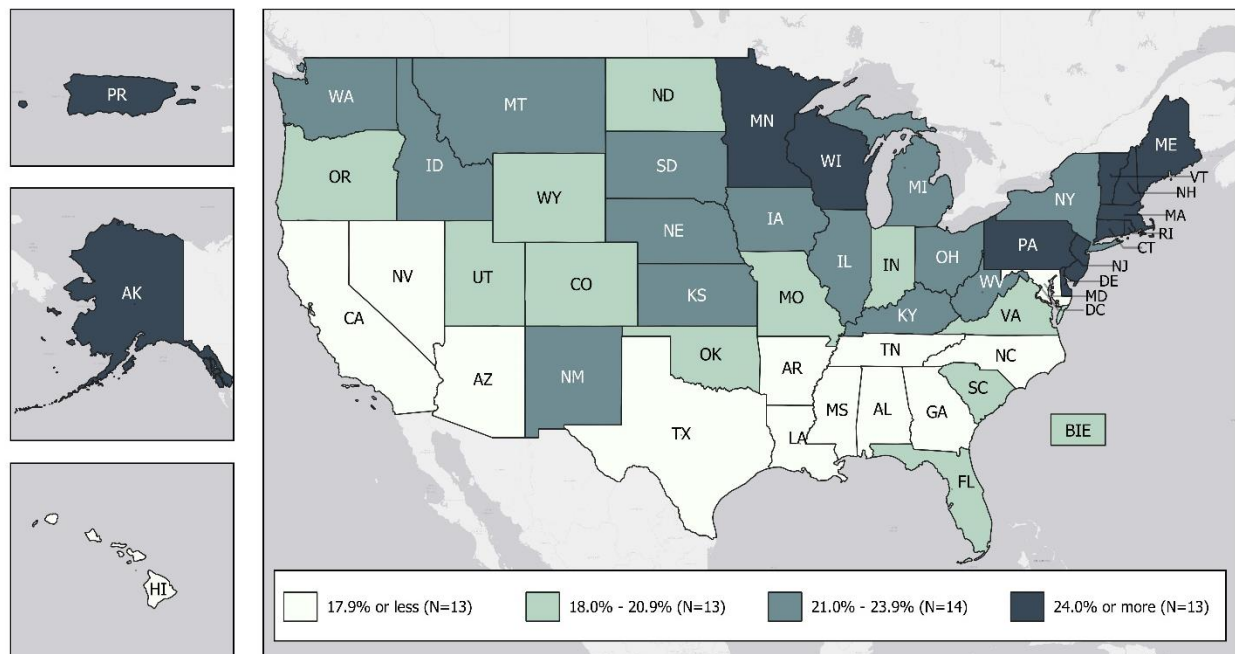 PR
AK
HI
WA
MT
ND
MN
ME
OR
ID
WY
SD
WI
MI
NY
VT
NH
MA
RI
CT
NV
UT
CO
NE
IA
IL
IN
OH
PA
NJ
DE
MD
DC
CA
AZ
NM
KS
MO
KY
WV
VA
OK
AR
TN
NC
TX
LA
MS
AL
GA
SC
FL
BIE
17.9% or less (N=13)
18.0% - 20.9% (N=13)
21.0% - 23.9% (N=14)
24.0% or more (N=13)